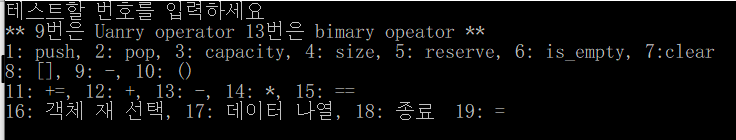 테스트할 번호를 입력하세요
** 9번은 Uanry operator 13번은 bimary opeator **
1: push, 2: pop, 3: capacity, 4: size, 5: reserve, 6: is_empty, 7:clear
8: [], 9: -, 10: ()
11: +=, 12: +, 13: -, 14: *, 15: ==
16: 객체 재 선택, 17: 데이터 나열, 18: 종료  19: =